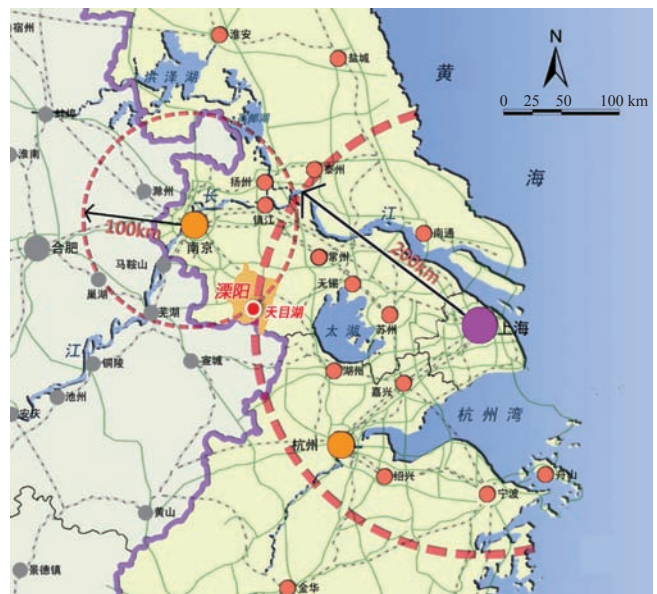 宿州
淮安
盐城
黄
N
洪泽湖
0 25 50 100 km
蚌埠
海
淮南
滁州
扬州
泰州
长
镇江
江
南通
100km
南京
合肥
马鞍山
常州
200km
巢湖
溧阳
无锡
芜湖
天目湖
苏州
上海
太湖
江
铜陵
宣城
湖州
嘉兴
池州
安庆
杭州湾
杭州
绍兴
舟山
宁波
黄山
景德镇
金华